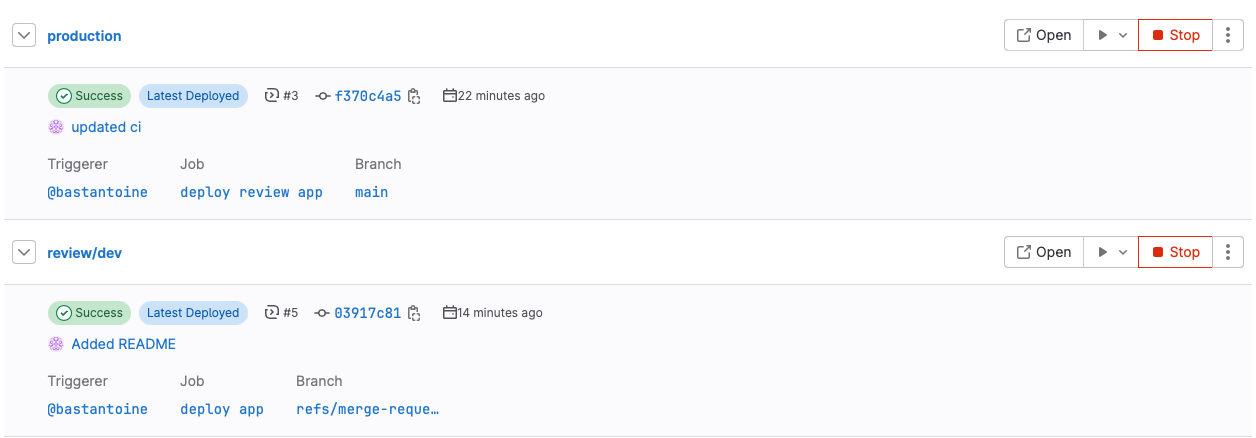 production
Open
Stop
Success Latest Deployed #3 f370c4a5 22 minutes ago
updated ci
Triggerer Job Branch
@bastantoine deploy review app main
review/dev
Open
Stop
Success Latest Deployed #5 03917c81 14 minutes ago
Added README
Triggerer Job Branch
@bastantoine deploy app refs/merge-reque…